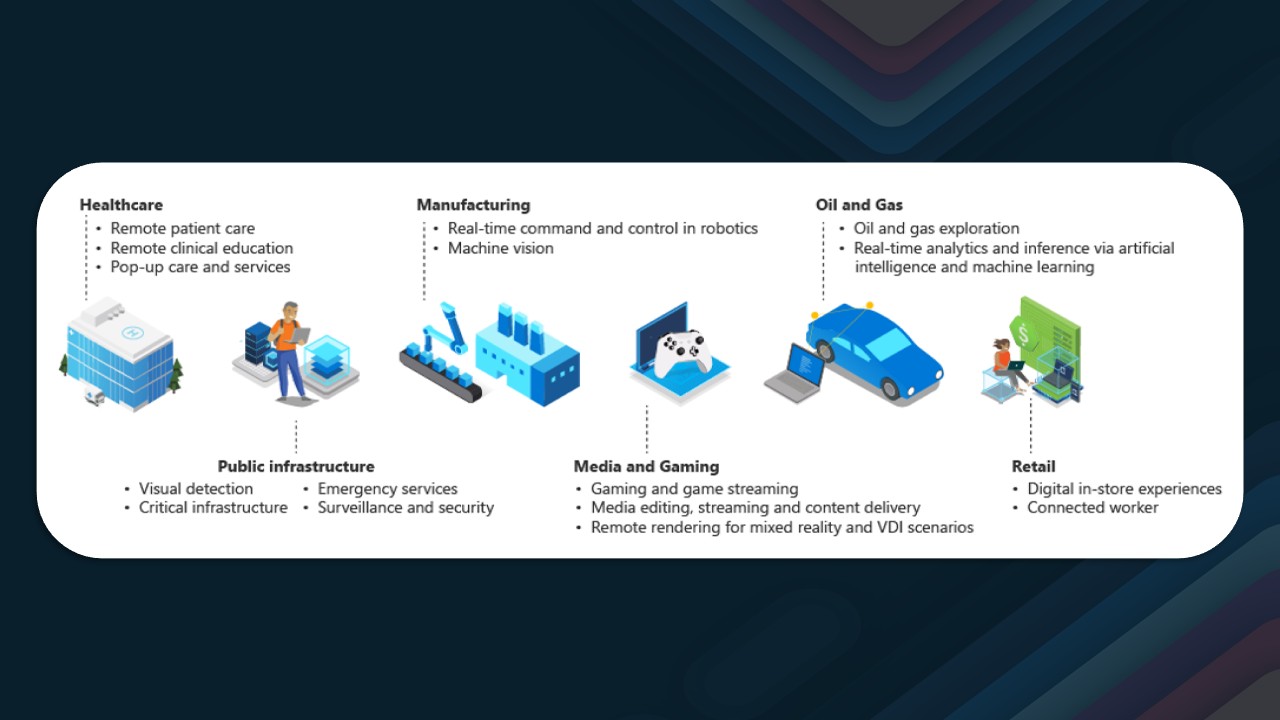 Healthcare
• Remote patient care
• Remote clinical education
• Pop-up care and services
Manufacturing
• Real-time command and control in robotics
• Machine vision
Oil and Gas
• Oil and gas exploration
• Real-time analytics and inference via artificial
intelligence and machine learning
H
$
Public infrastructure
• Visual detection
• Critical infrastructure
• Emergency services
• Surveillance and security
Media and Gaming
• Gaming and game streaming
• Media editing, streaming and content delivery
• Remote rendering for mixed reality and VDI scenarios
Retail
• Digital in-store experiences
• Connected worker